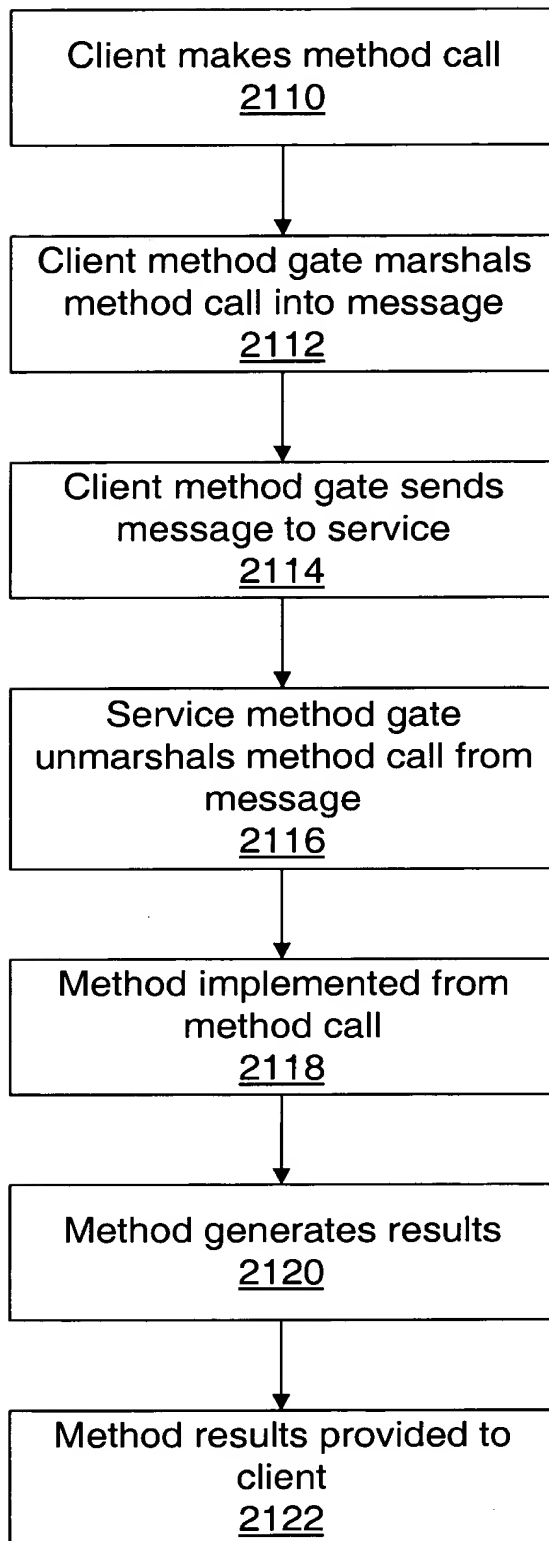 Client makes method call
2110
Client method gate marshals
method call into message
2112
Client method gate sends
message to service
2114
Service method gate
unmarshals method call from
message
2116
Method implemented from
method call
2118
Method generates results
2120
Method results provided to
client
2122